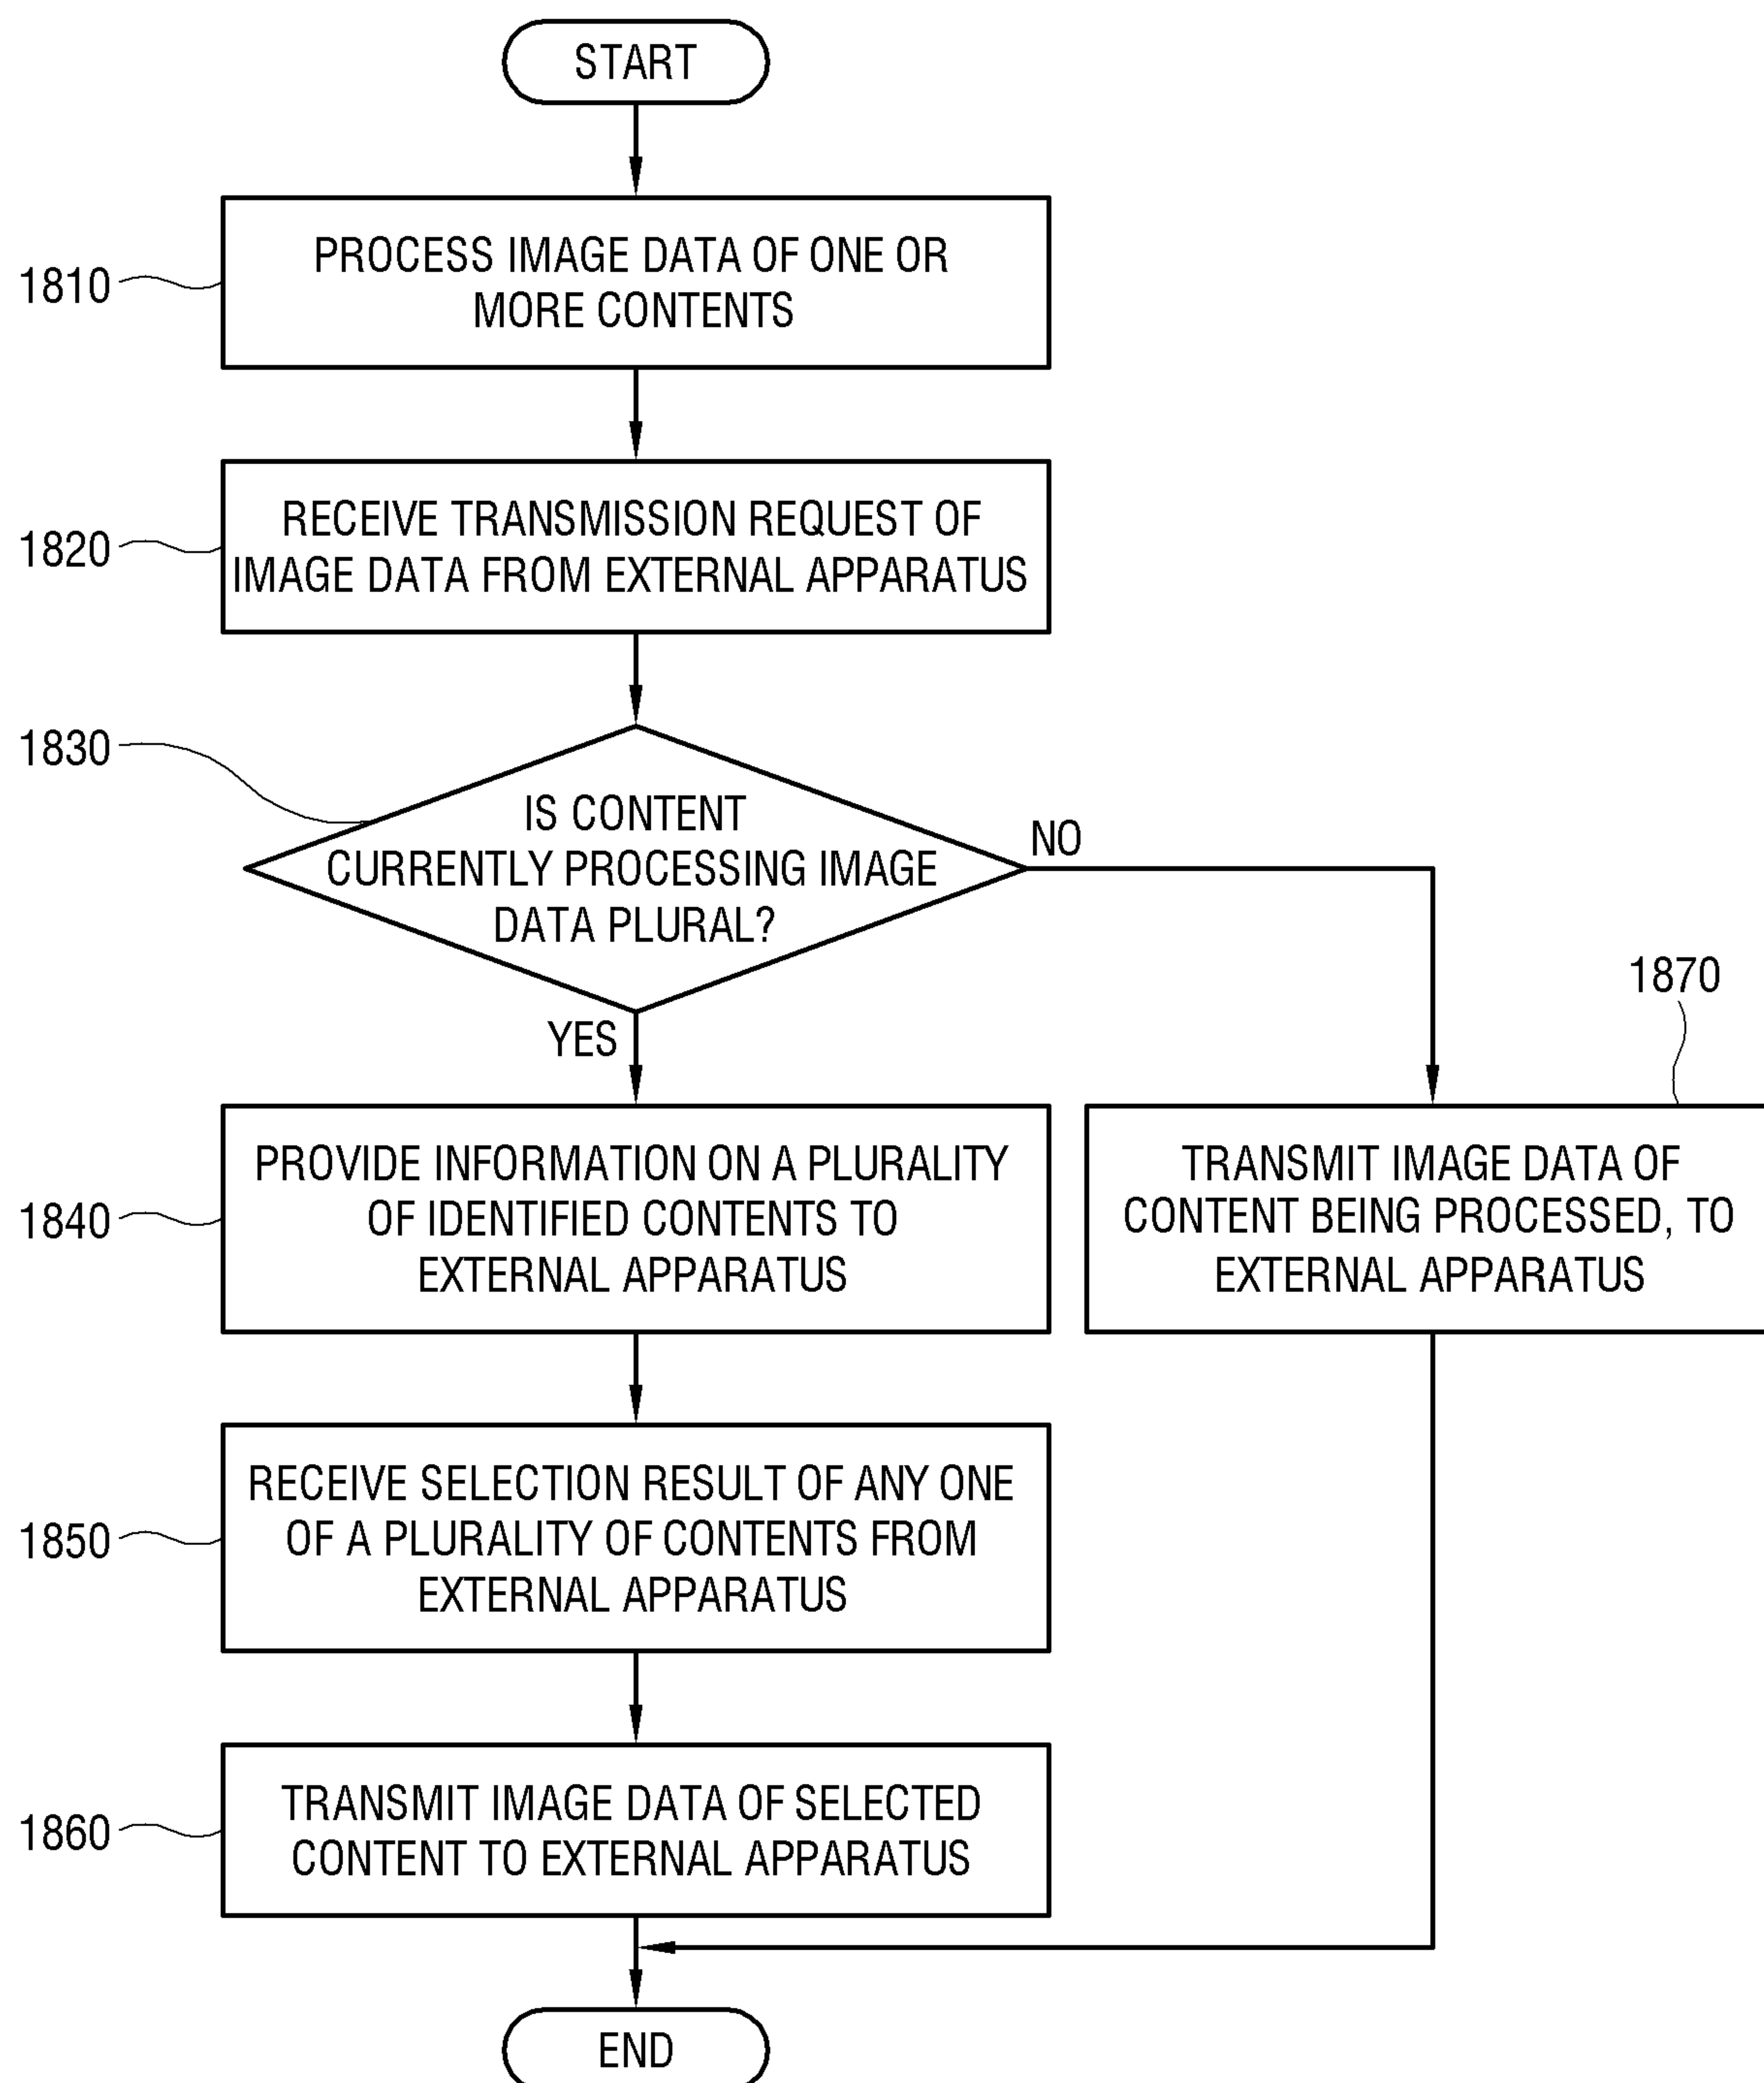 START
1810
PROCESS IMAGE DATA OF ONE OR
MORE CONTENTS
1820
RECEIVE TRANSMISSION REQUEST OF
IMAGE DATA FROM EXTERNAL APPARATUS
1830
IS CONTENT
CURRENTLY PROCESSING IMAGE
DATA PLURAL?
NO
YES
1840
PROVIDE INFORMATION ON A PLURALITY
OF IDENTIFIED CONTENTS TO
EXTERNAL APPARATUS
1870
TRANSMIT IMAGE DATA OF
CONTENT BEING PROCESSED, TO
EXTERNAL APPARATUS
1850
RECEIVE SELECTION RESULT OF ANY ONE
OF A PLURALITY OF CONTENTS FROM
EXTERNAL APPARATUS
1860
TRANSMIT IMAGE DATA OF SELECTED
CONTENT TO EXTERNAL APPARATUS
END